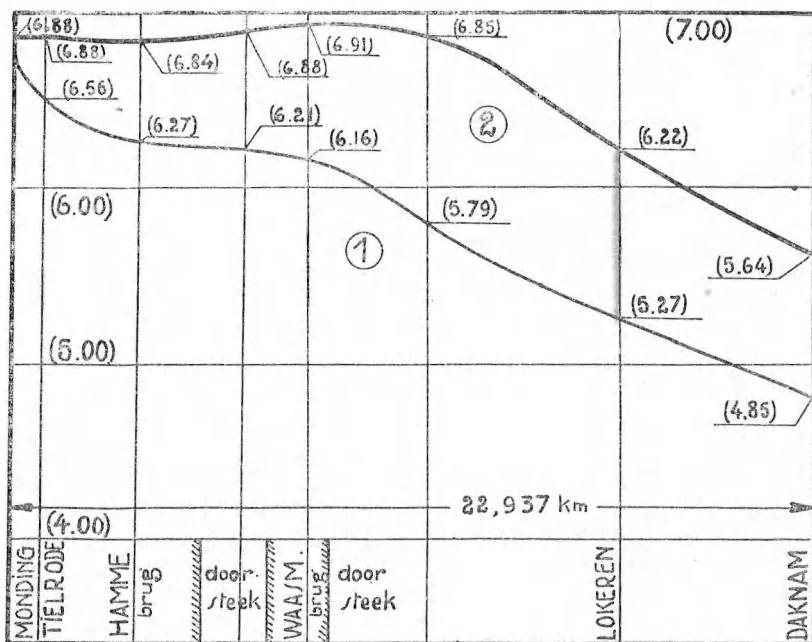 (6.88)
(6.88)
(6.84)
(6.88)
(6.91)
(6.85)
(7.00)
(6.56)
(6.27)
(6.21)
(6.16)
2
(6.22)
(6.00)
1
(5.79)
(5.64)
(5.27)
(5.00)
(4.85)
22,937 km
(4.00)
MONDING
TIELRODE
HAMME
brug
door-
steek
WAASM.
brug
door
steek
LOKEREN
DAKNAM